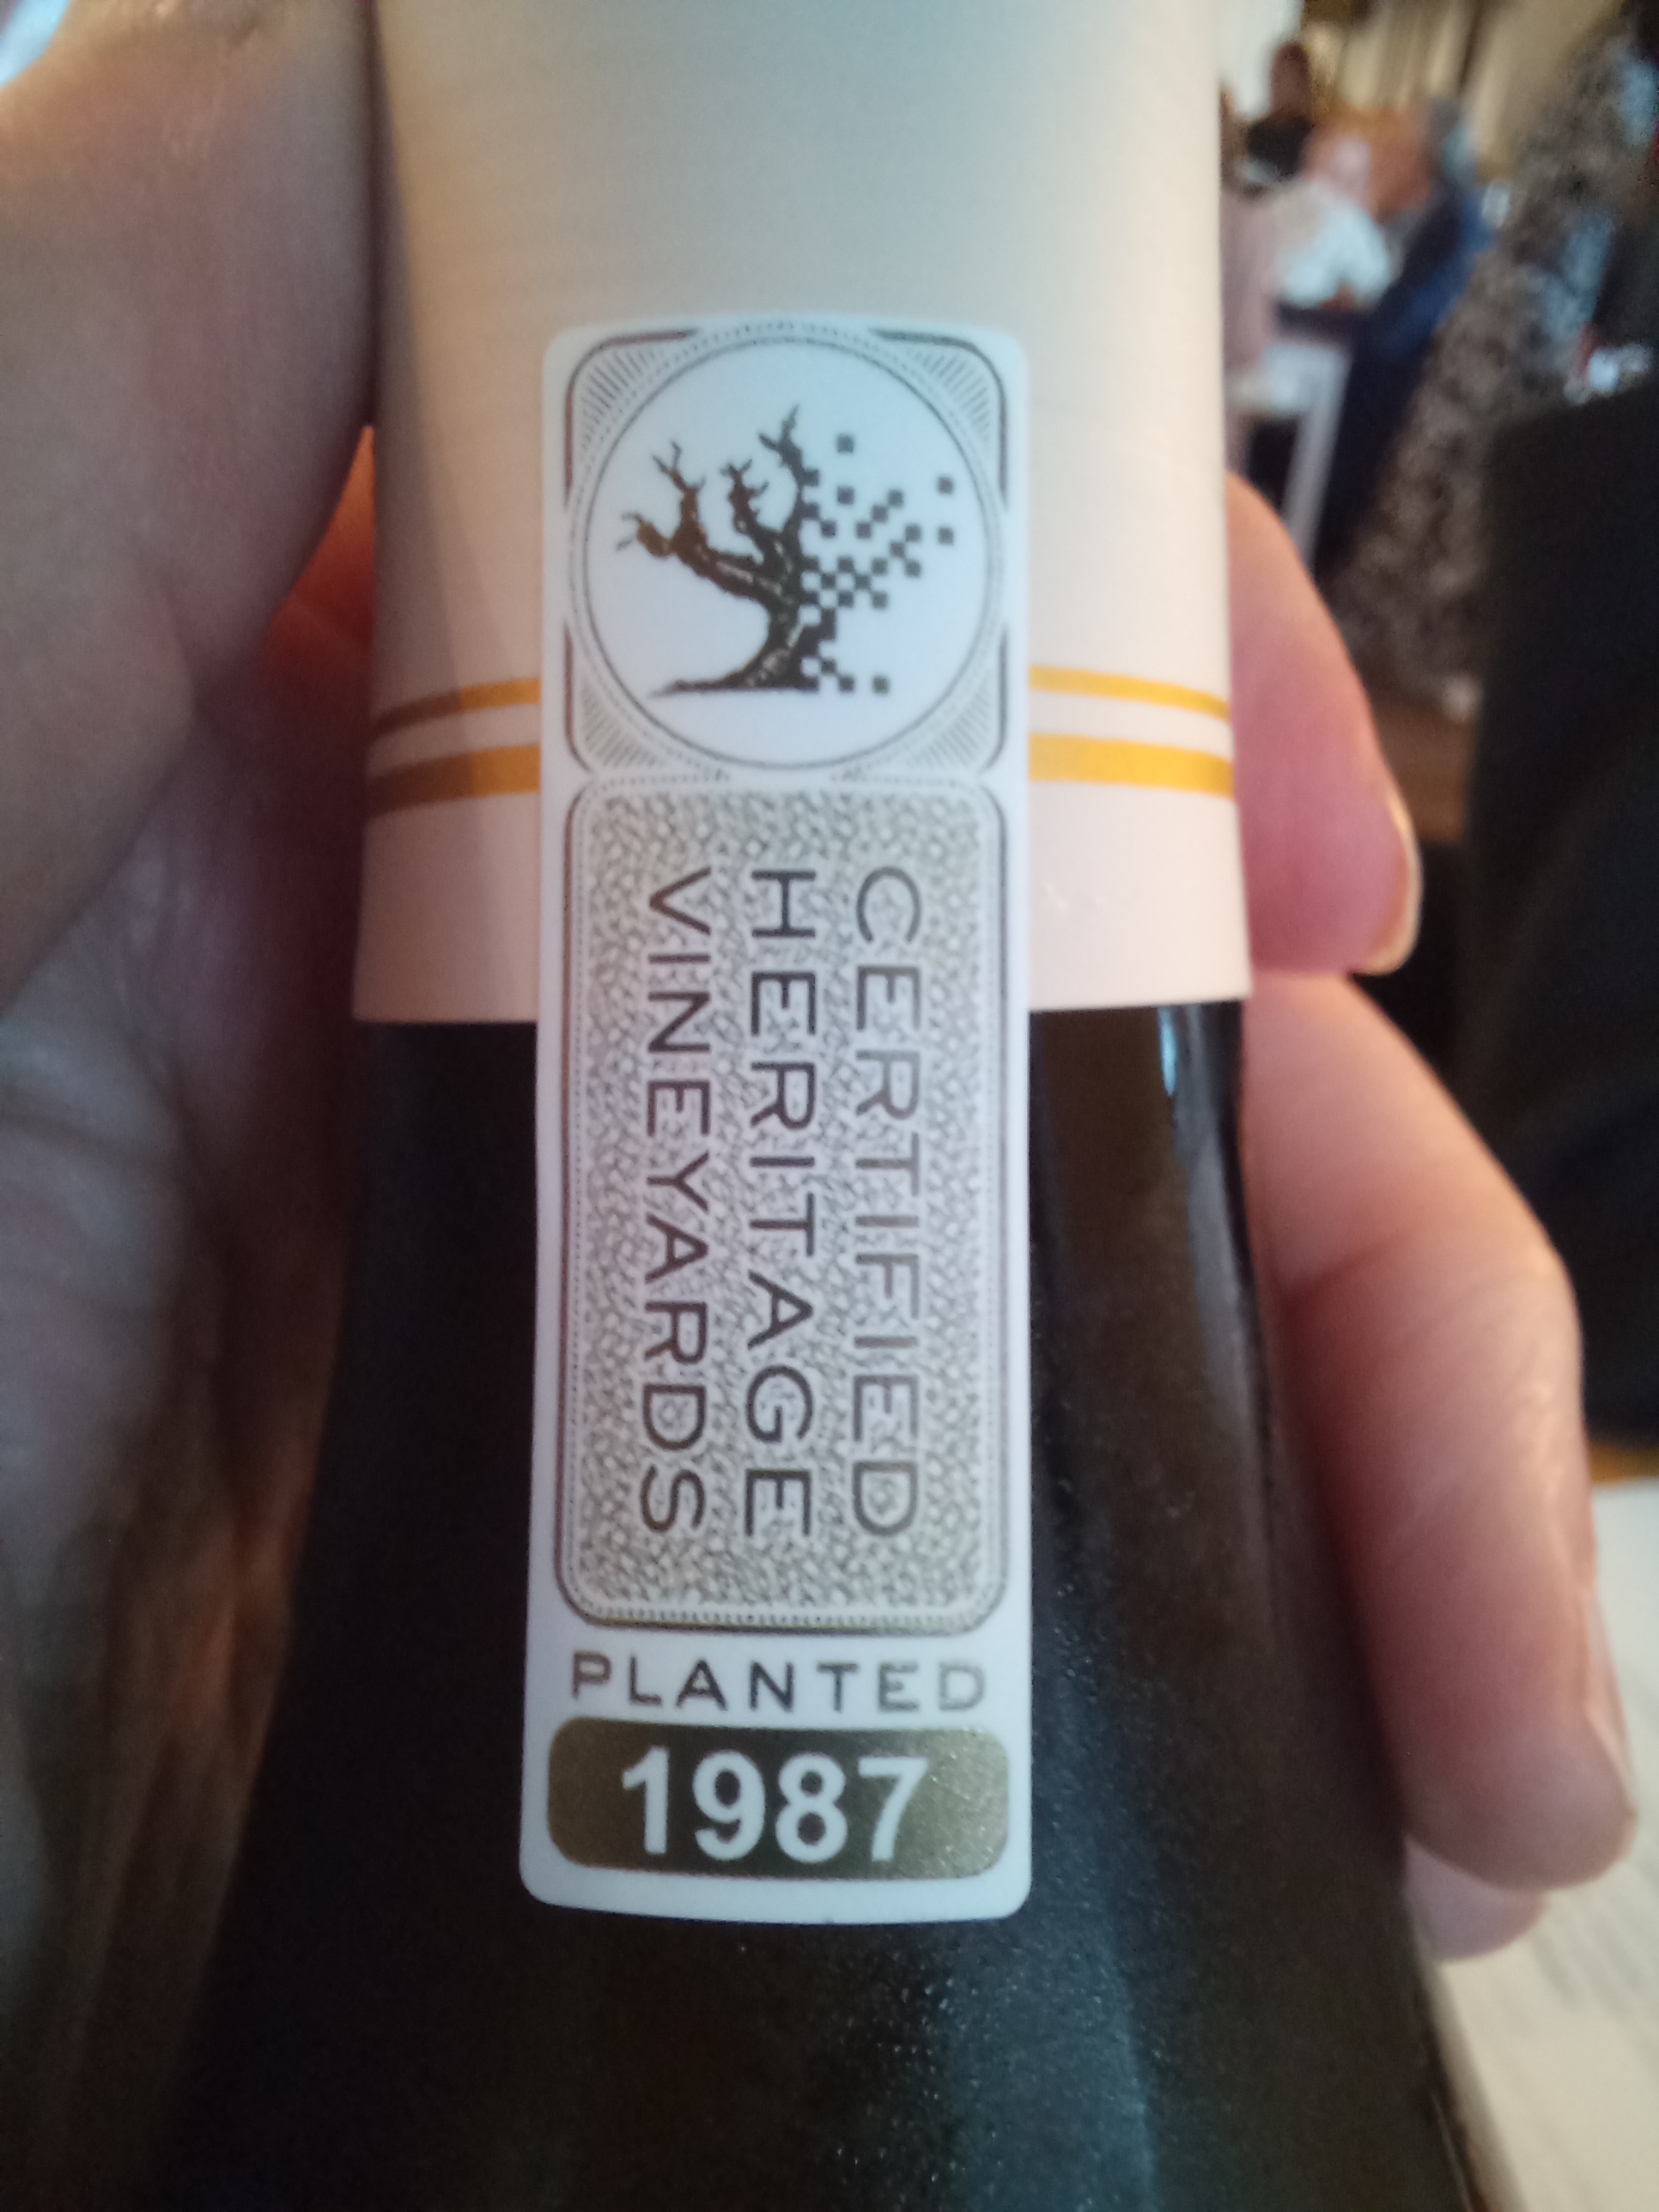 CERTIFIED
HERITAGE
VINEYARDS
PLANTED
1987